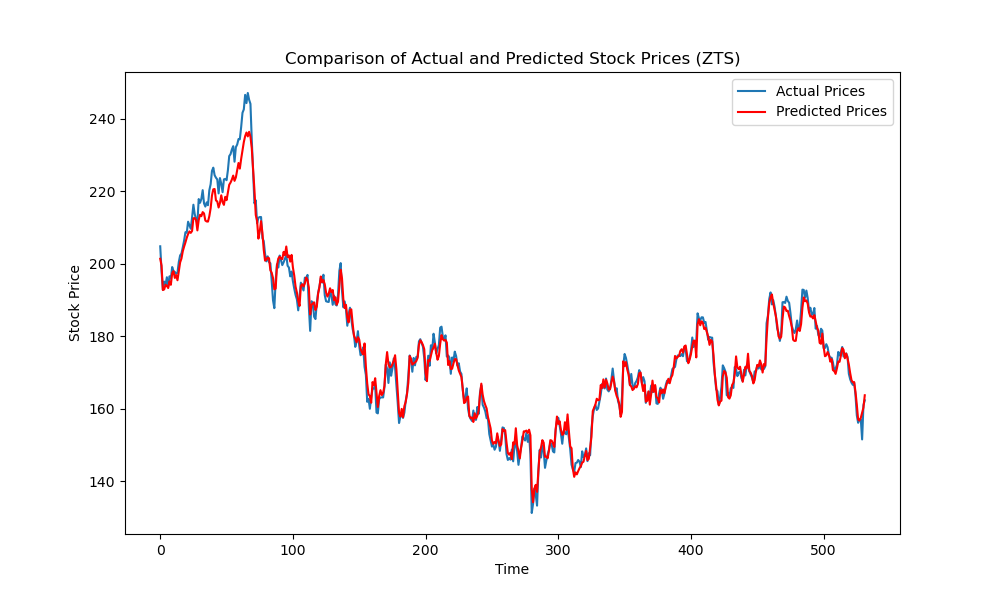 Comparison of Actual and Predicted Stock Prices (ZTS)
Actual Prices
Predicted Prices
240
220
200
180
160
140
Stock Price
0 100 200 300 400 500
Time